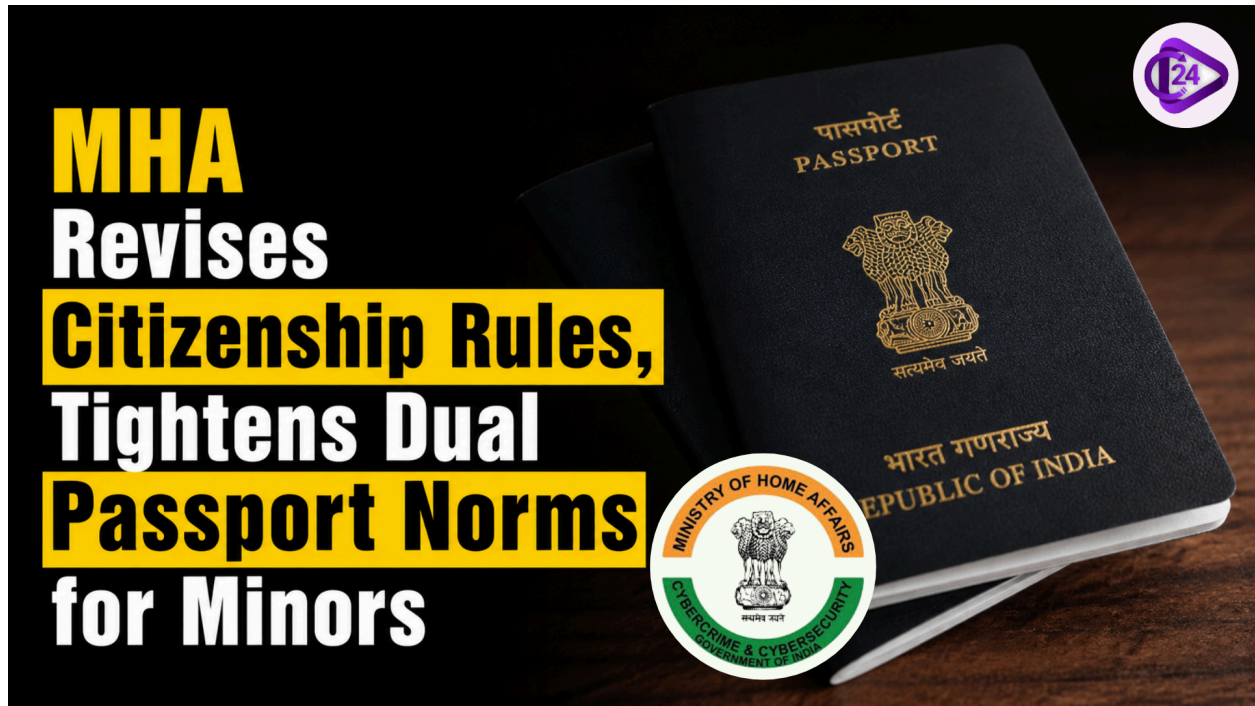 MHA
Revises
Citizenship Rules,
Tightens Dual
Passport Norms
for Minors
24
पासपोर्ट
PASSPORT
सत्यमेव जयते
भारत गणराज्य
EPUBLIC OF INDIA
MINISTRY OF HOME AFFAIRS
सत्यमेव जयते
CYBERCRIME & CYBERSECURITY
GOVERNMENT OF INDIA